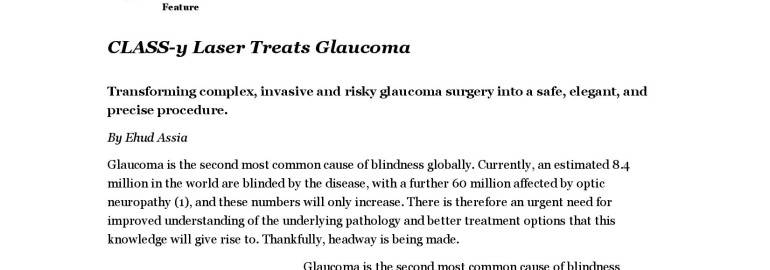 Feature
CLASS-y Laser Treats Glaucoma
Transforming complex, invasive and risky glaucoma surgery into a safe, elegant, and
precise procedure.
By Ehud Assia
Glaucoma is the second most common cause of blindness globally. Currently, an estimated 8.4
million in the world are blinded by the disease, with a further 60 million affected by optic
neuropathy (1), and these numbers will only increase. There is therefore an urgent need for
improved understanding of the underlying pathology and better treatment options that this
knowledge will give rise to. Thankfully, headway is being made.
Glaucoma is the second most common cause of blindness